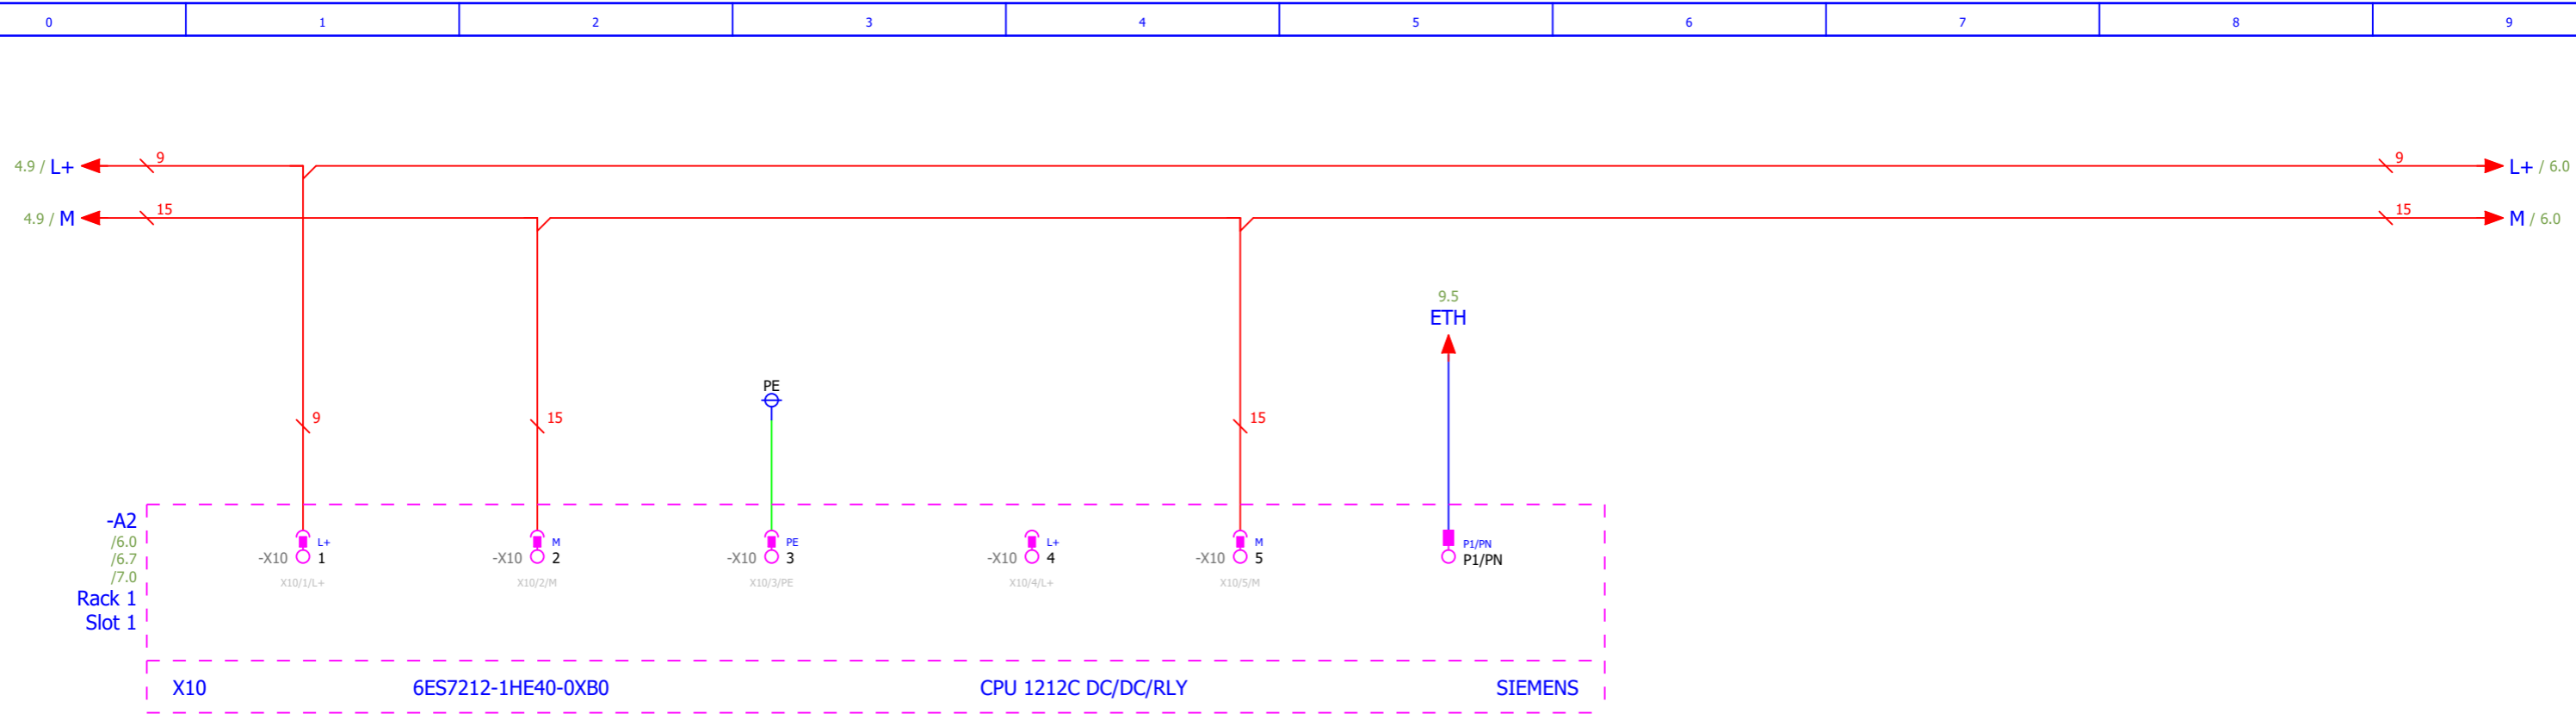 0 1 2 3 4 5 6 7 8 9
4.9 / L+ 9 9 L+ / 6.0
4.9 / M 15 15 M / 6.0
9.5
ETH
PE
9 15 15
-A2
/6.0
/6.7
/7.0
Rack 1
Slot 1
L+ M PE L+ M P1/PN
-X10 1 -X10 2 -X10 3 -X10 4 -X10 5 P1/PN
X10/1/L+ X10/2/M X10/3/PE X10/4/L+ X10/5/M
X10 6ES7212-1HE40-0XB0 CPU 1212C DC/DC/RLY SIEMENS